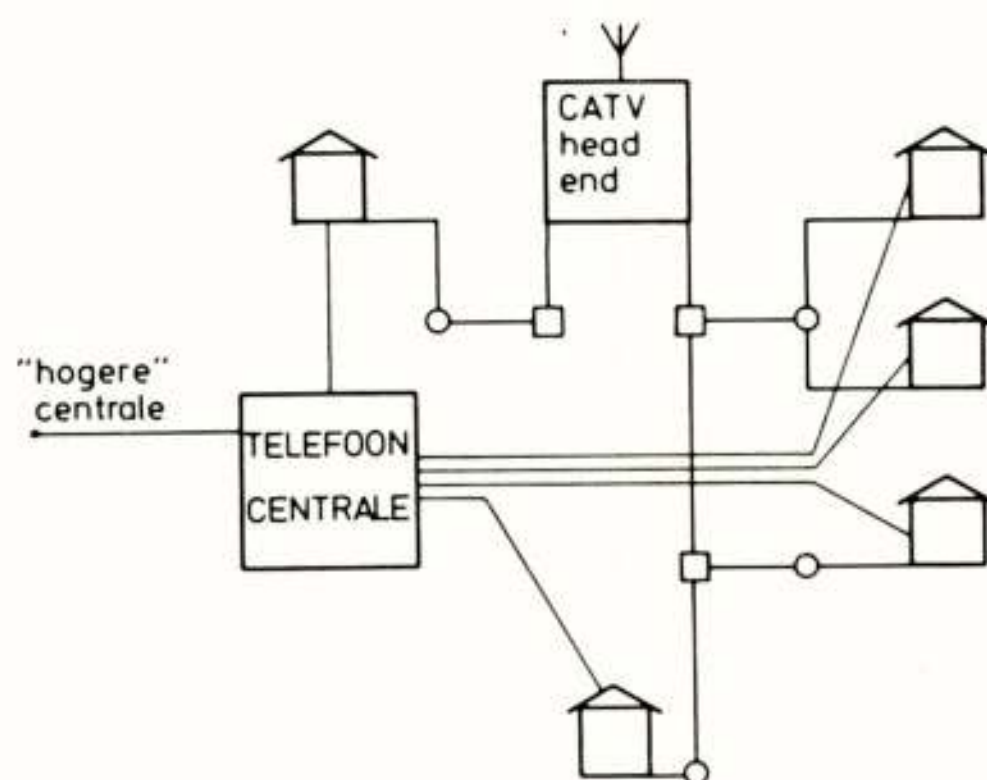 CATV
head
end
"hogere"
centrale
TELEFOON
CENTRALE